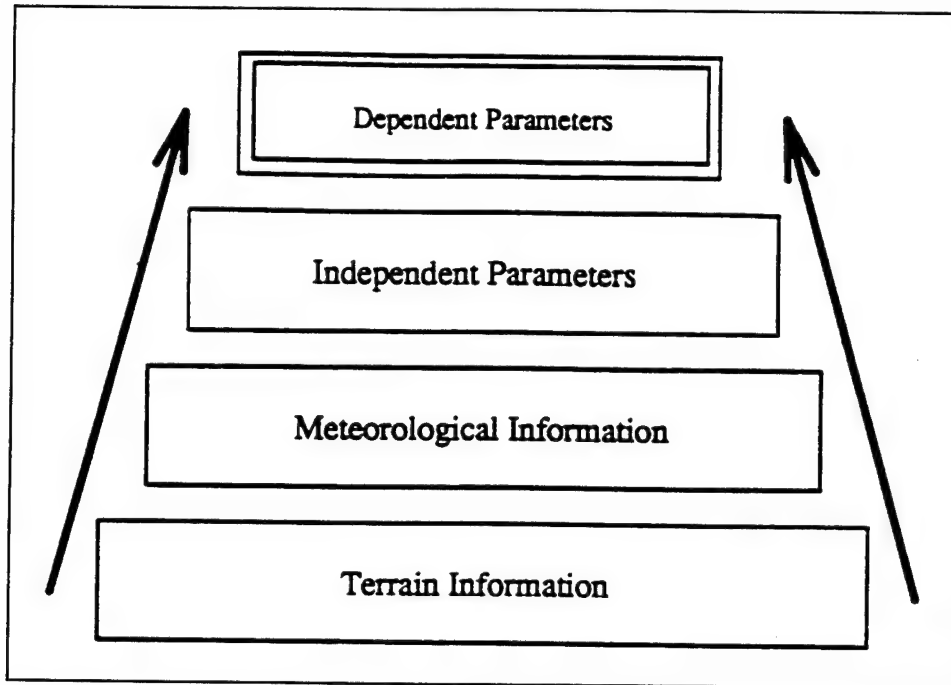 Dependent Parameters
Independent Parameters
Meteorological Information
Terrain Information